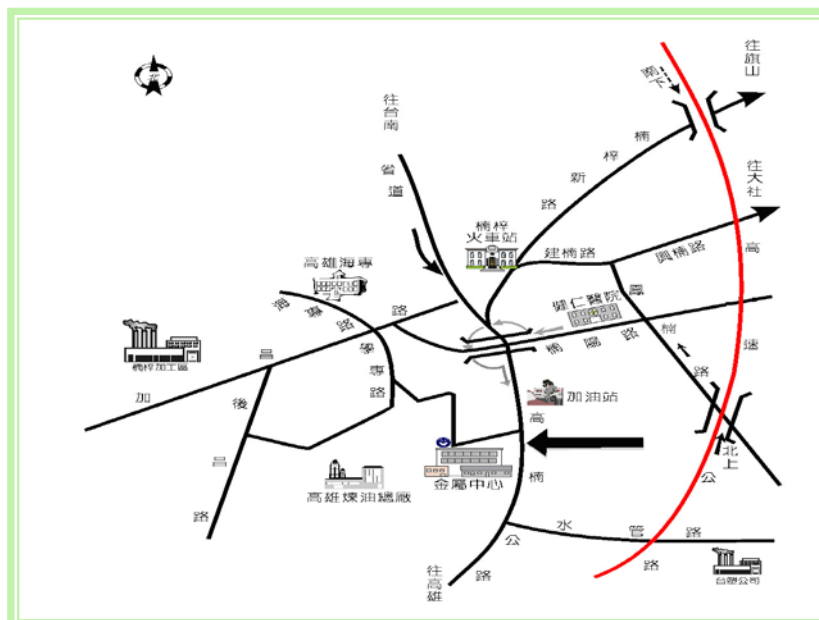 北
往旗山
南下
往台南
省道
楠梓新路
往大社
楠梓
火車站
建楠路
興楠路
高雄海專
健仁醫院
海專路
加昌路
楠陽路
鳳楠路
楠梓加工區
海專路
後昌路
加油站
高速公路
北上
高雄煉油總廠
金屬中心
高楠公路
水管路
往高雄
台塑公司